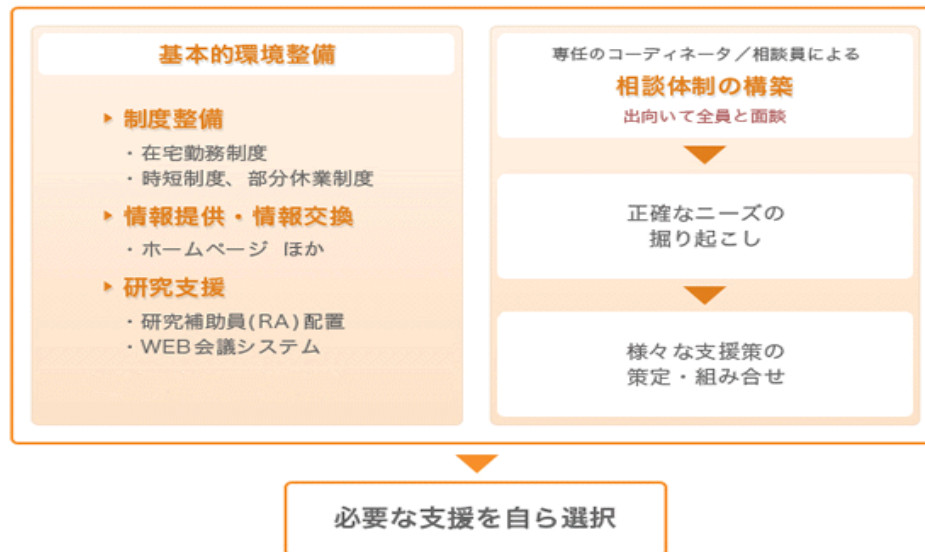 基本的環境整備
制度整備
・在宅勤務制度
・時短制度、部分休業制度
情報提供・情報交換
・ホームページ ほか
研究支援
・研究補助員(RA)配置
・WEB会議システム
専任のコーディネータ／相談員による
相談体制の構築
出向いて全員と面談
正確なニーズの
掘り起こし
様々な支援策の
策定・組み合せ
必要な支援を自ら選択